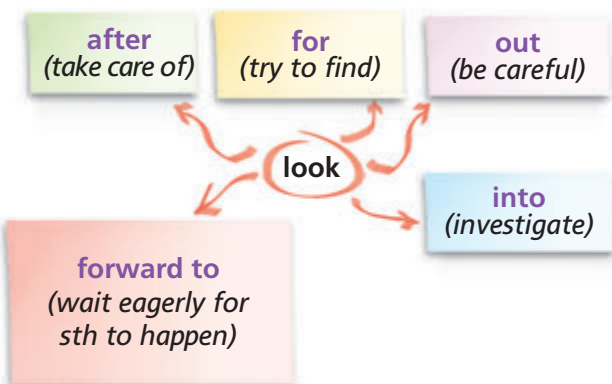 after
(take care of)
for
(try to find)
out
(be careful)
look
into
(investigate)
forward to
(wait eagerly for
sth to happen)